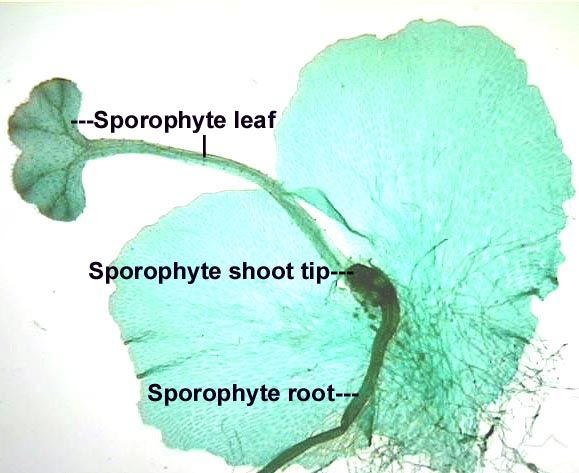 ---Sporophyte leaf
Sporophyte shoot tip---
Sporophyte root---